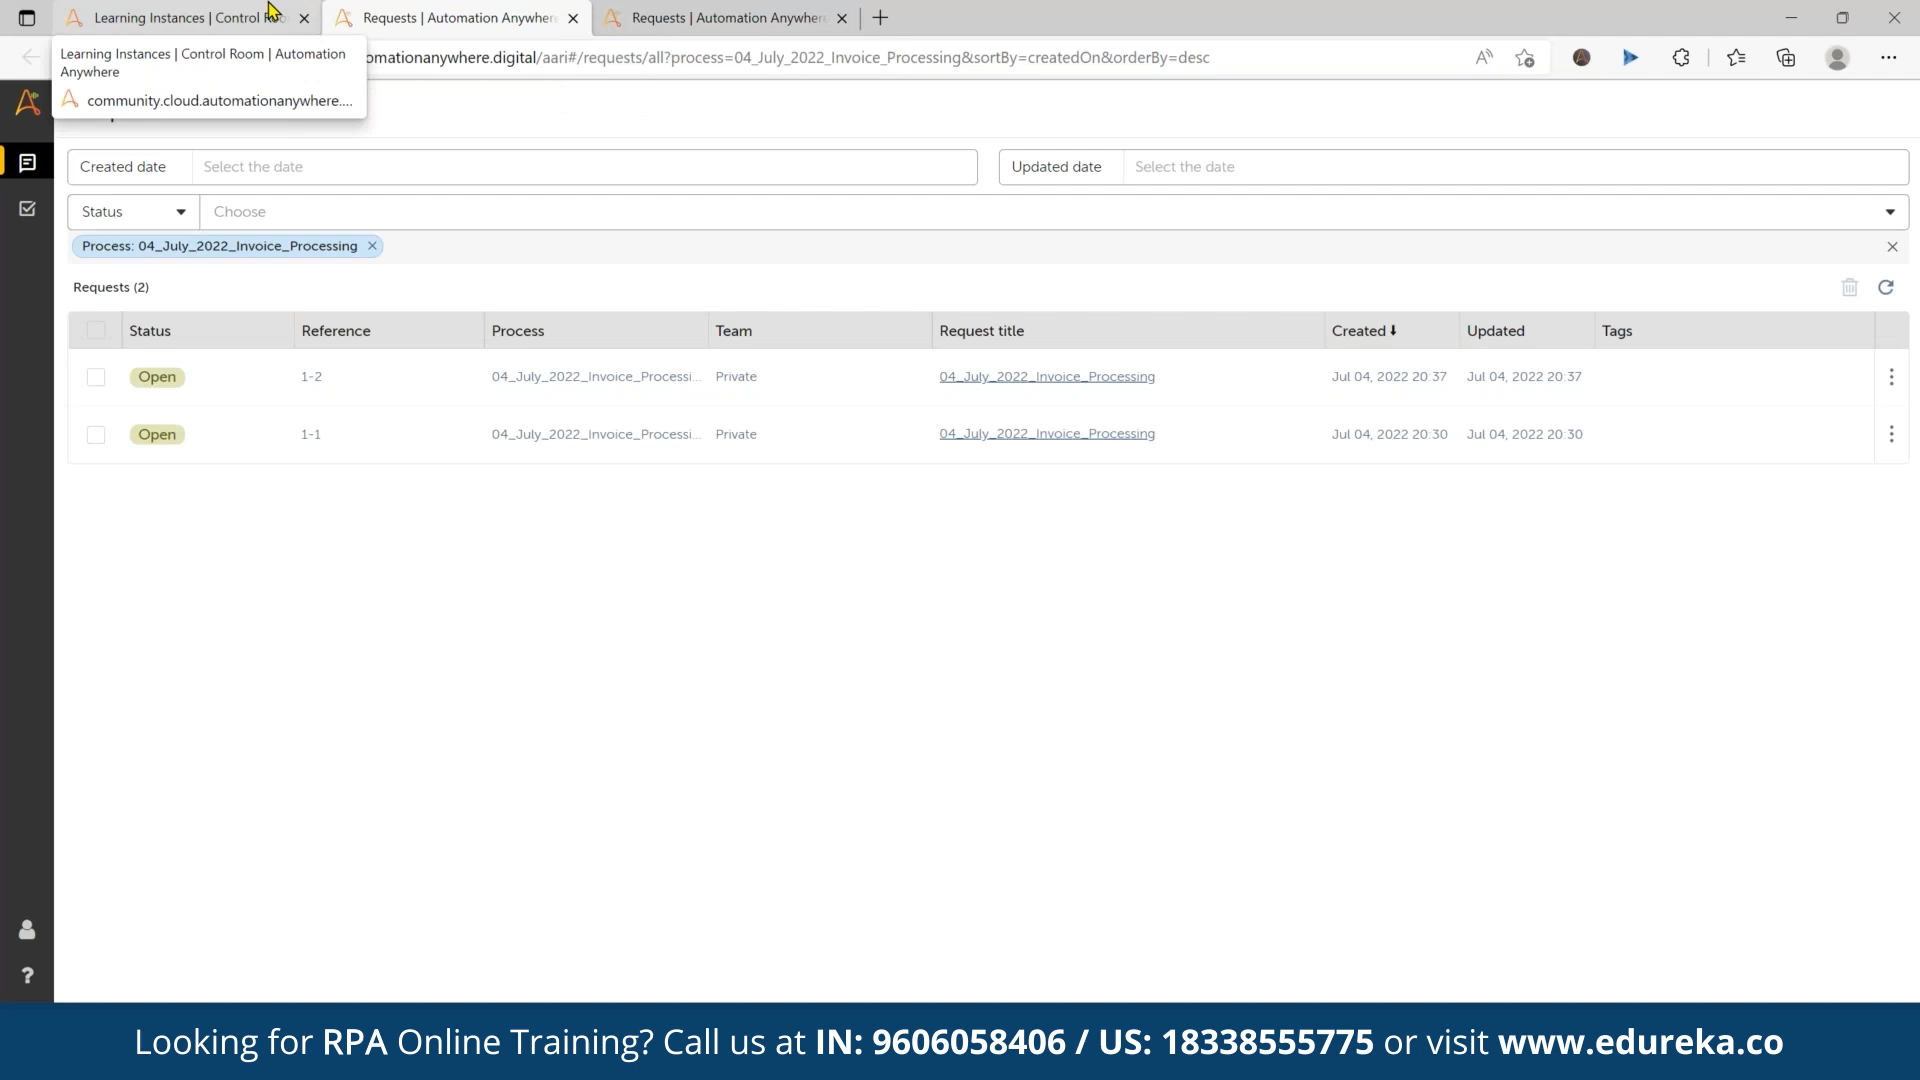 Learning Instances | Control Ro
Requests | Automation Anywher
Requests | Automation Anywher
omationanywhere.digital/aari#/requests/all?process=04_July_2022_Invoice_Processing&sortBy=createdOn&orderBy=desc
Learning Instances | Control Room | Automation
Anywhere
community.cloud.automationanywhere....
Created date Select the date
Updated date Select the date
Status Choose
Process: 04_July_2022_Invoice_Processing
Requests (2)
Status Reference Process Team Request title Created Updated Tags
Open 1-2 04_July_2022_Invoice_Processi... Private 04_July_2022_Invoice_Processing Jul 04, 2022 20:37 Jul 04, 2022 20:37
Open 1-1 04_July_2022_Invoice_Processi... Private 04_July_2022_Invoice_Processing Jul 04, 2022 20:30 Jul 04, 2022 20:30
Looking for RPA Online Training? Call us at IN: 9606058406 / US: 18338555775 or visit www.edureka.co